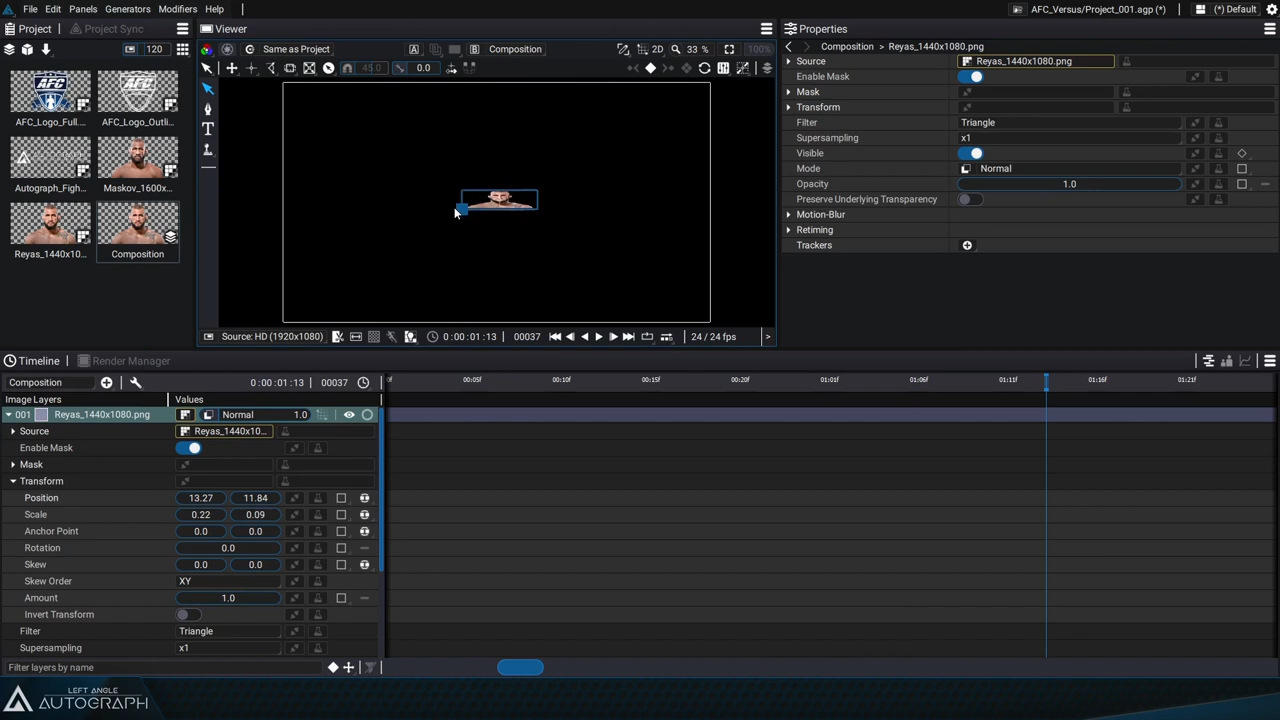 File Edit Panels Generators Modifiers Help
AFC_Versus/Project_001.agp (*)
(*) Default
Project
Project Sync
Viewer
Properties
120
Same as Project
A
B
Composition
2D
33 %
100%
Composition > Reyas_1440x1080.png
45.0
0.0
Source
Reyas_1440x1080.png
Enable Mask
Mask
Transform
Filter
Triangle
Supersampling
x1
Visible
Mode
Normal
Opacity
1.0
Preserve Underlying Transparency
Motion-Blur
Retiming
Trackers
AFC_Logo_Full....
AFC_Logo_Outli...
Autograph_Figh...
Maskov_1600x...
Reyas_1440x10...
Composition
Source: HD (1920x1080)
0:00:01:13
00037
24 / 24 fps
>
Timeline
Render Manager
Composition
0:00:01:13
00037
0f
00:05f
00:10f
00:15f
00:20f
01:01f
01:06f
01:11f
01:16f
01:21f
Image Layers
Values
001
Reyas_1440x1080.png
Normal
1.0
Source
Reyas_1440x10...
Enable Mask
Mask
Transform
Position
13.27
11.84
Scale
0.22
0.09
Anchor Point
0.0
0.0
Rotation
0.0
Skew
0.0
0.0
Skew Order
XY
Amount
1.0
Invert Transform
Filter
Triangle
Supersampling
x1
Filter layers by name
LEFT ANGLE
AUTOGRAPH